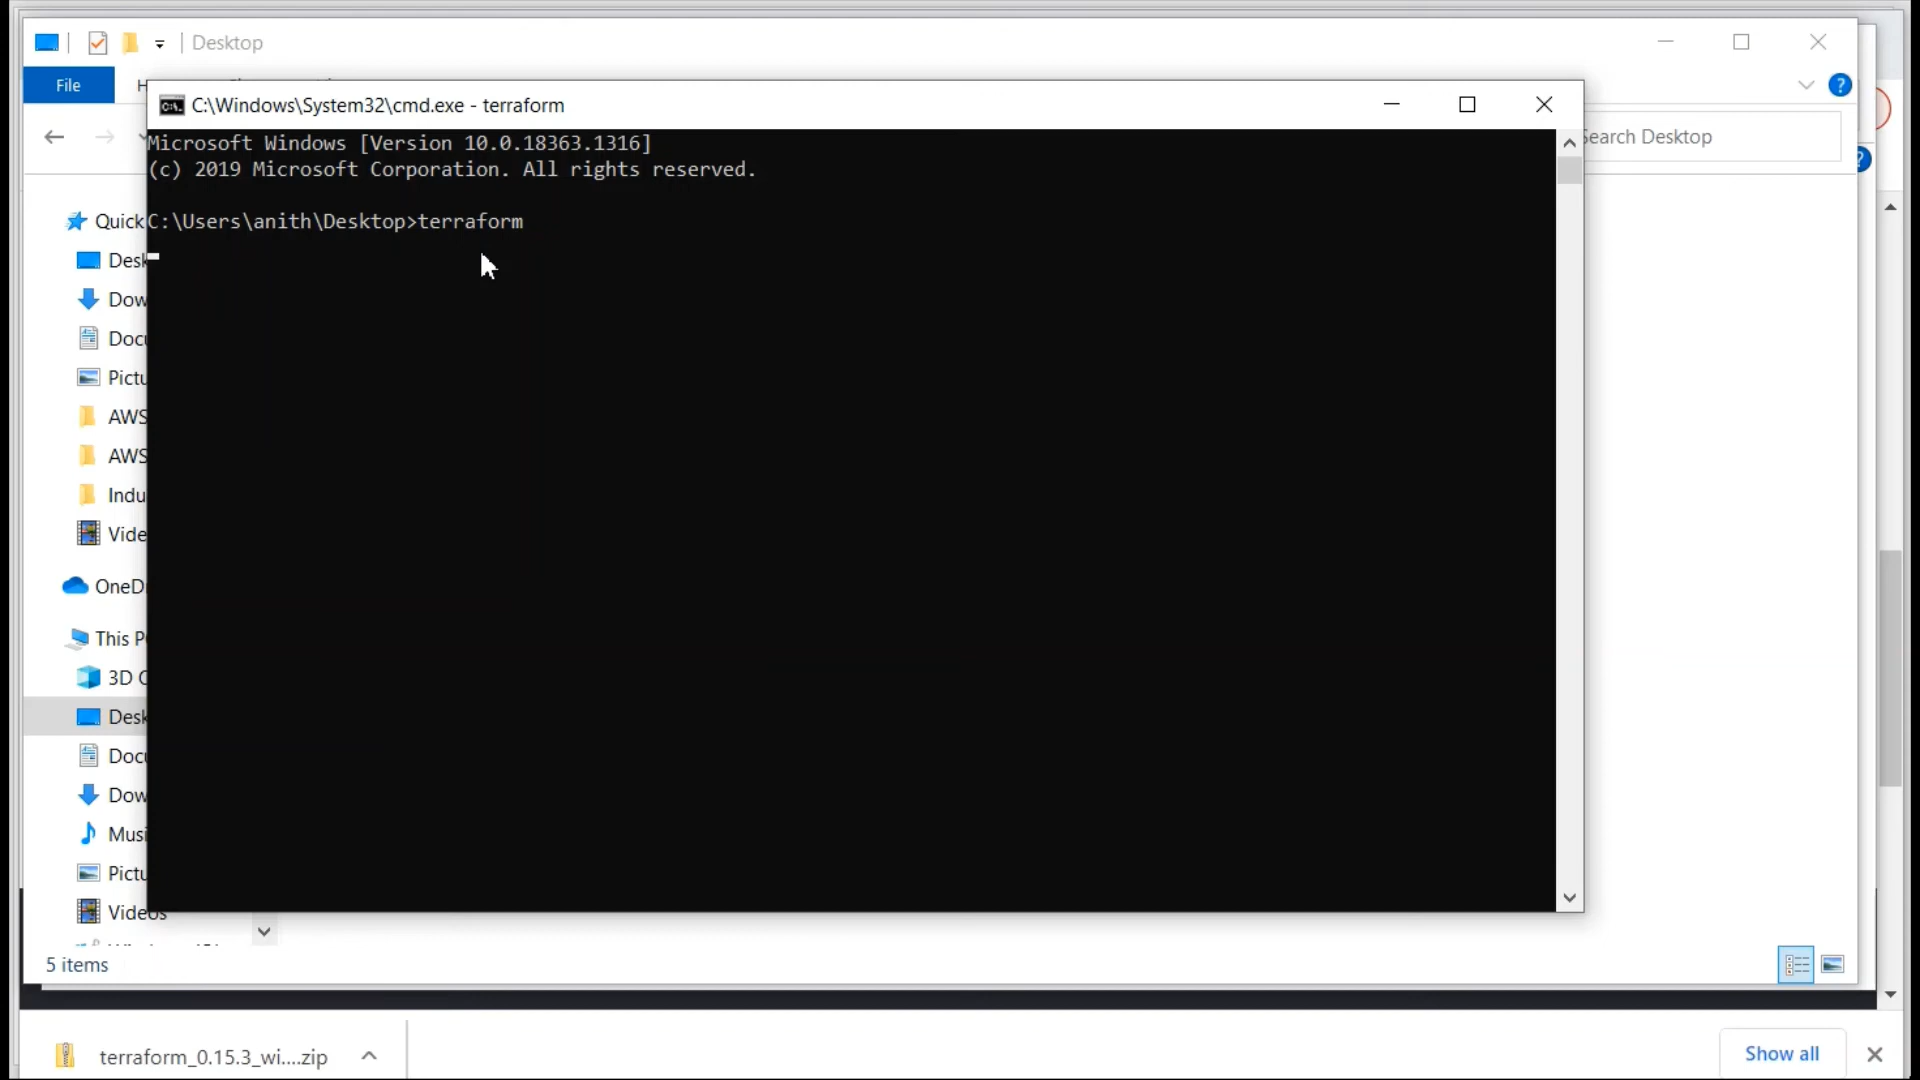 Desktop
File
C:\Windows\System32\cmd.exe - terraform
Microsoft Windows [Version 10.0.18363.1316]
(c) 2019 Microsoft Corporation. All rights reserved.
C:\Users\anith\Desktop>terraform
Search Desktop
Quick
Desk
Dow
Docu
Pictu
AWS
AWS
Indu
Vide
OneD
This P
3D
Desk
Docu
Dow
Musi
Pictu
Videos
5 items
terraform_0.15.3_wi....zip
Show all